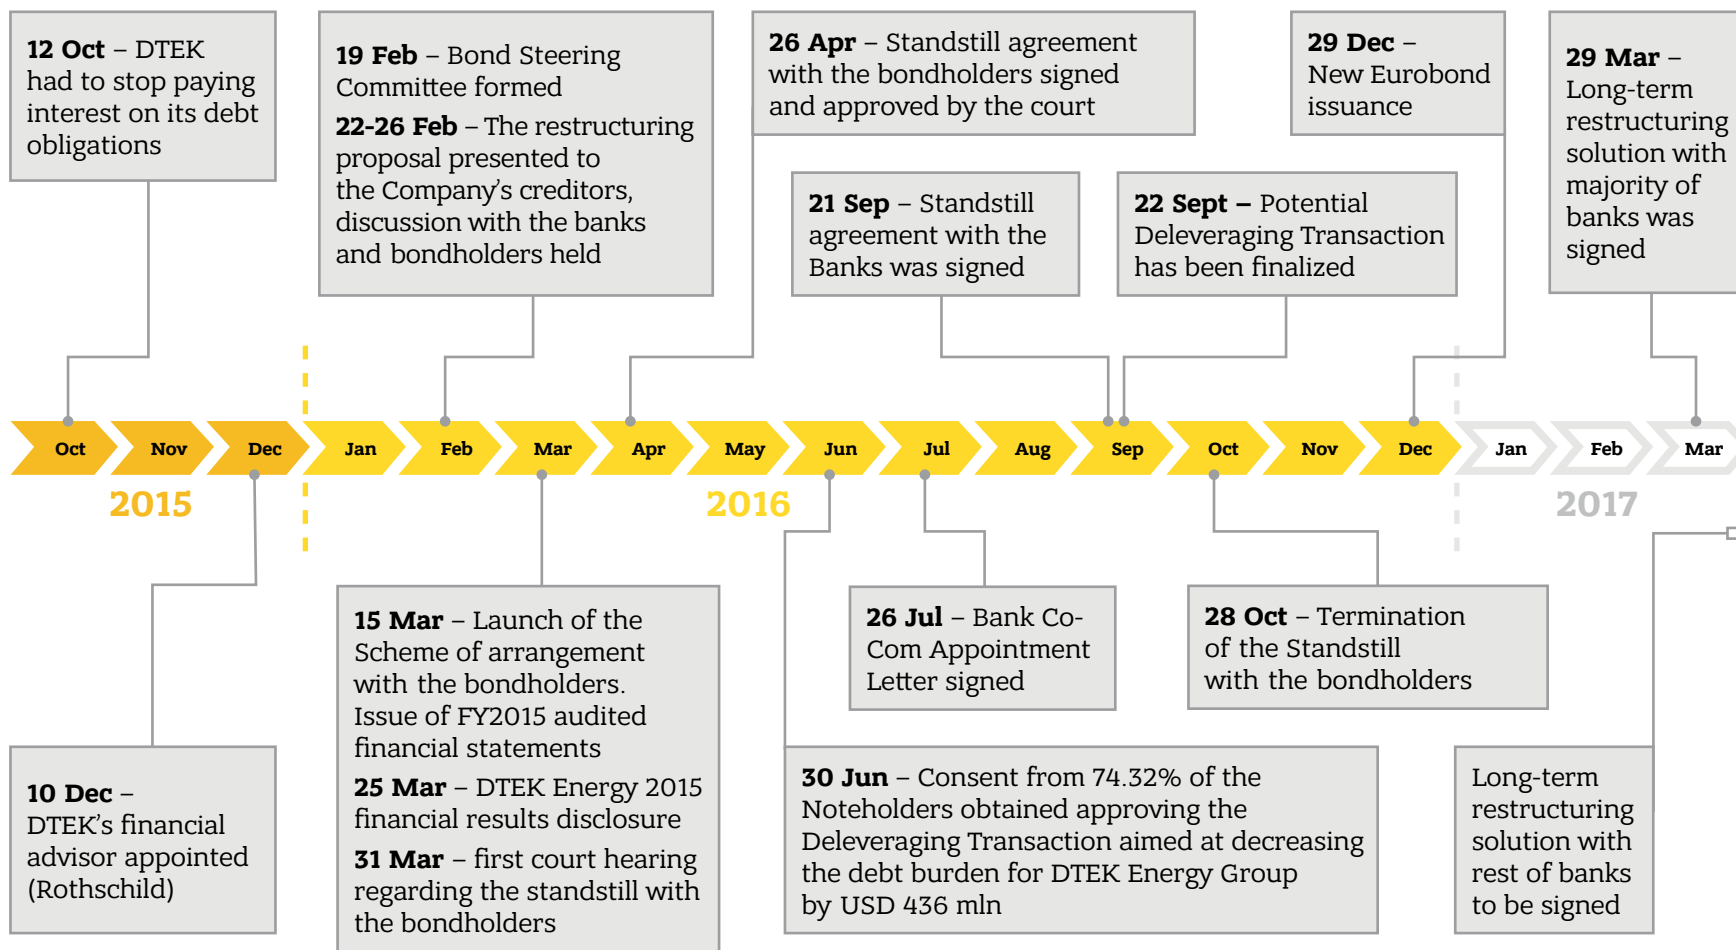 12 Oct – DTEK
had to stop paying
interest on its debt
obligations
19 Feb – Bond Steering
Committee formed
22-26 Feb – The restructuring
proposal presented to
the Company’s creditors,
discussion with the banks
and bondholders held
26 Apr – Standstill agreement
with the bondholders signed
and approved by the court
21 Sep – Standstill
agreement with the
Banks was signed
22 Sept – Potential
Deleveraging Transaction
has been finalized
29 Dec –
New Eurobond
issuance
29 Mar –
Long-term
restructuring
solution with
majority of
banks was
signed
Oct Nov Dec Jan Feb Mar Apr May Jun Jul Aug Sep Oct Nov Dec Jan Feb Mar
2015 2016 2017
10 Dec –
DTEK’s financial
advisor appointed
(Rothschild)
15 Mar – Launch of the
Scheme of arrangement
with the bondholders.
Issue of FY2015 audited
financial statements
25 Mar – DTEK Energy 2015
financial results disclosure
31 Mar – first court hearing
regarding the standstill with
the bondholders
26 Jul – Bank Co-
Com Appointment
Letter signed
28 Oct – Termination
of the Standstill
with the bondholders
30 Jun – Consent from 74.32% of the
Noteholders obtained approving the
Deleveraging Transaction aimed at decreasing
the debt burden for DTEK Energy Group
by USD 436 mln
Long-term
restructuring
solution with
rest of banks
to be signed